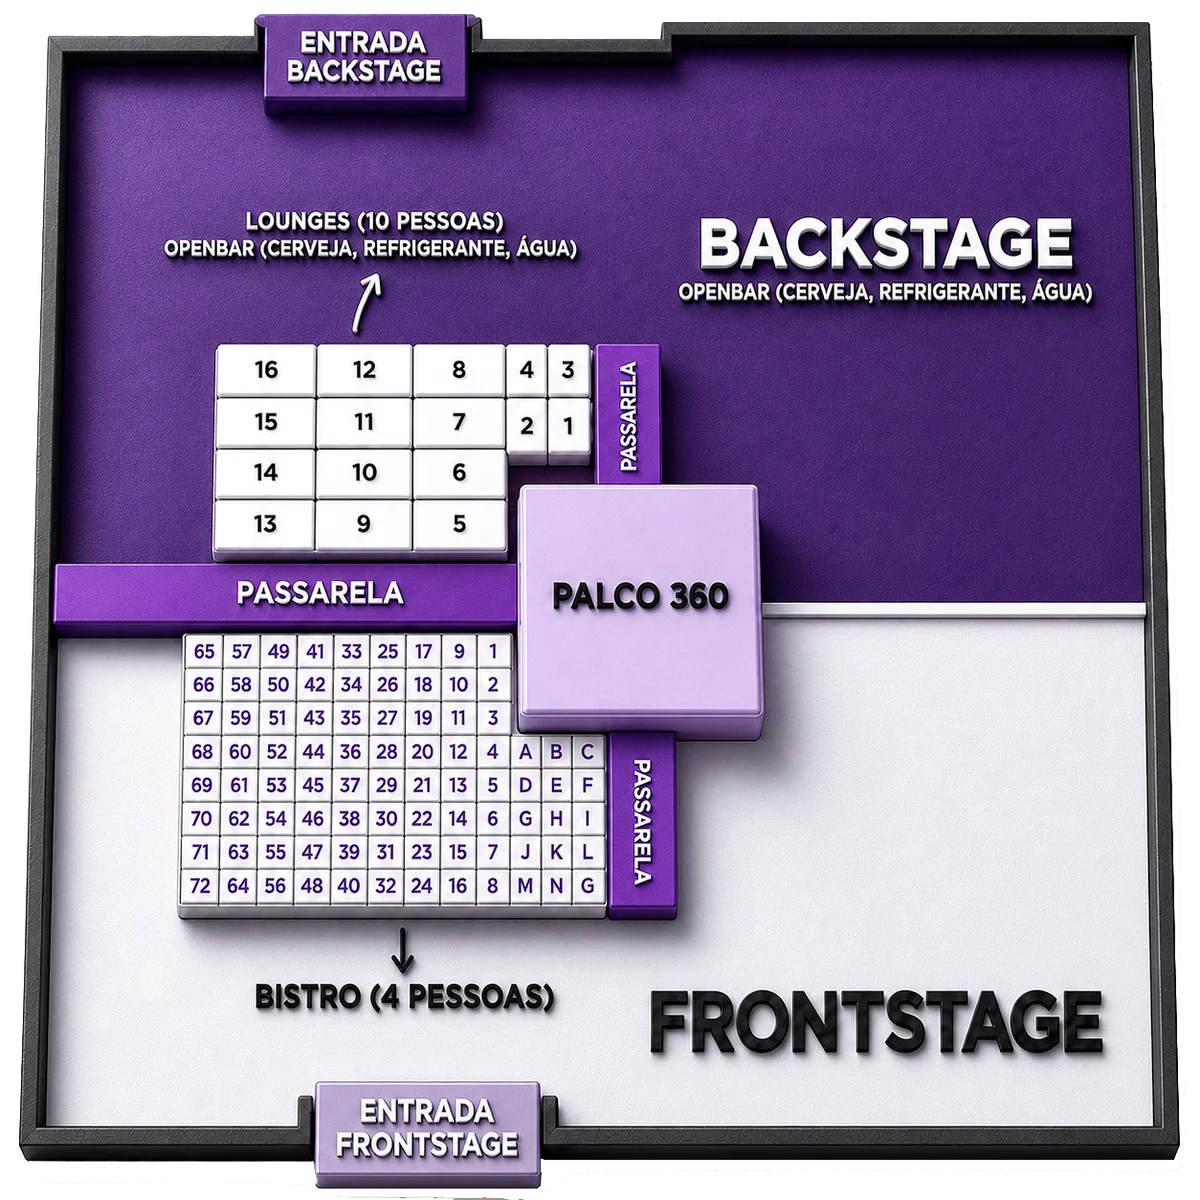 ENTRADA
BACKSTAGE
LOUNGES (10 PESSOAS)
OPENBAR (CERVEJA, REFRIGERANTE, ÁGUA)
BACKSTAGE
OPENBAR (CERVEJA, REFRIGERANTE, ÁGUA)
16 12 8 4 3
15 11 7 2 1
14 10 6
13 9 5
PASSARELA
PASSARELA
PALCO 360
65 57 49 41 33 25 17 9 1
66 58 50 42 34 26 18 10 2
67 59 51 43 35 27 19 11 3
68 60 52 44 36 28 20 12 4 A B C
69 61 53 45 37 29 21 13 5 D E F
70 62 54 46 38 30 22 14 6 G H I
71 63 55 47 39 31 23 15 7 J K L
72 64 56 48 40 32 24 16 8 M N G
PASSARELA
BISTRO (4 PESSOAS)
FRONTSTAGE
ENTRADA
FRONTSTAGE